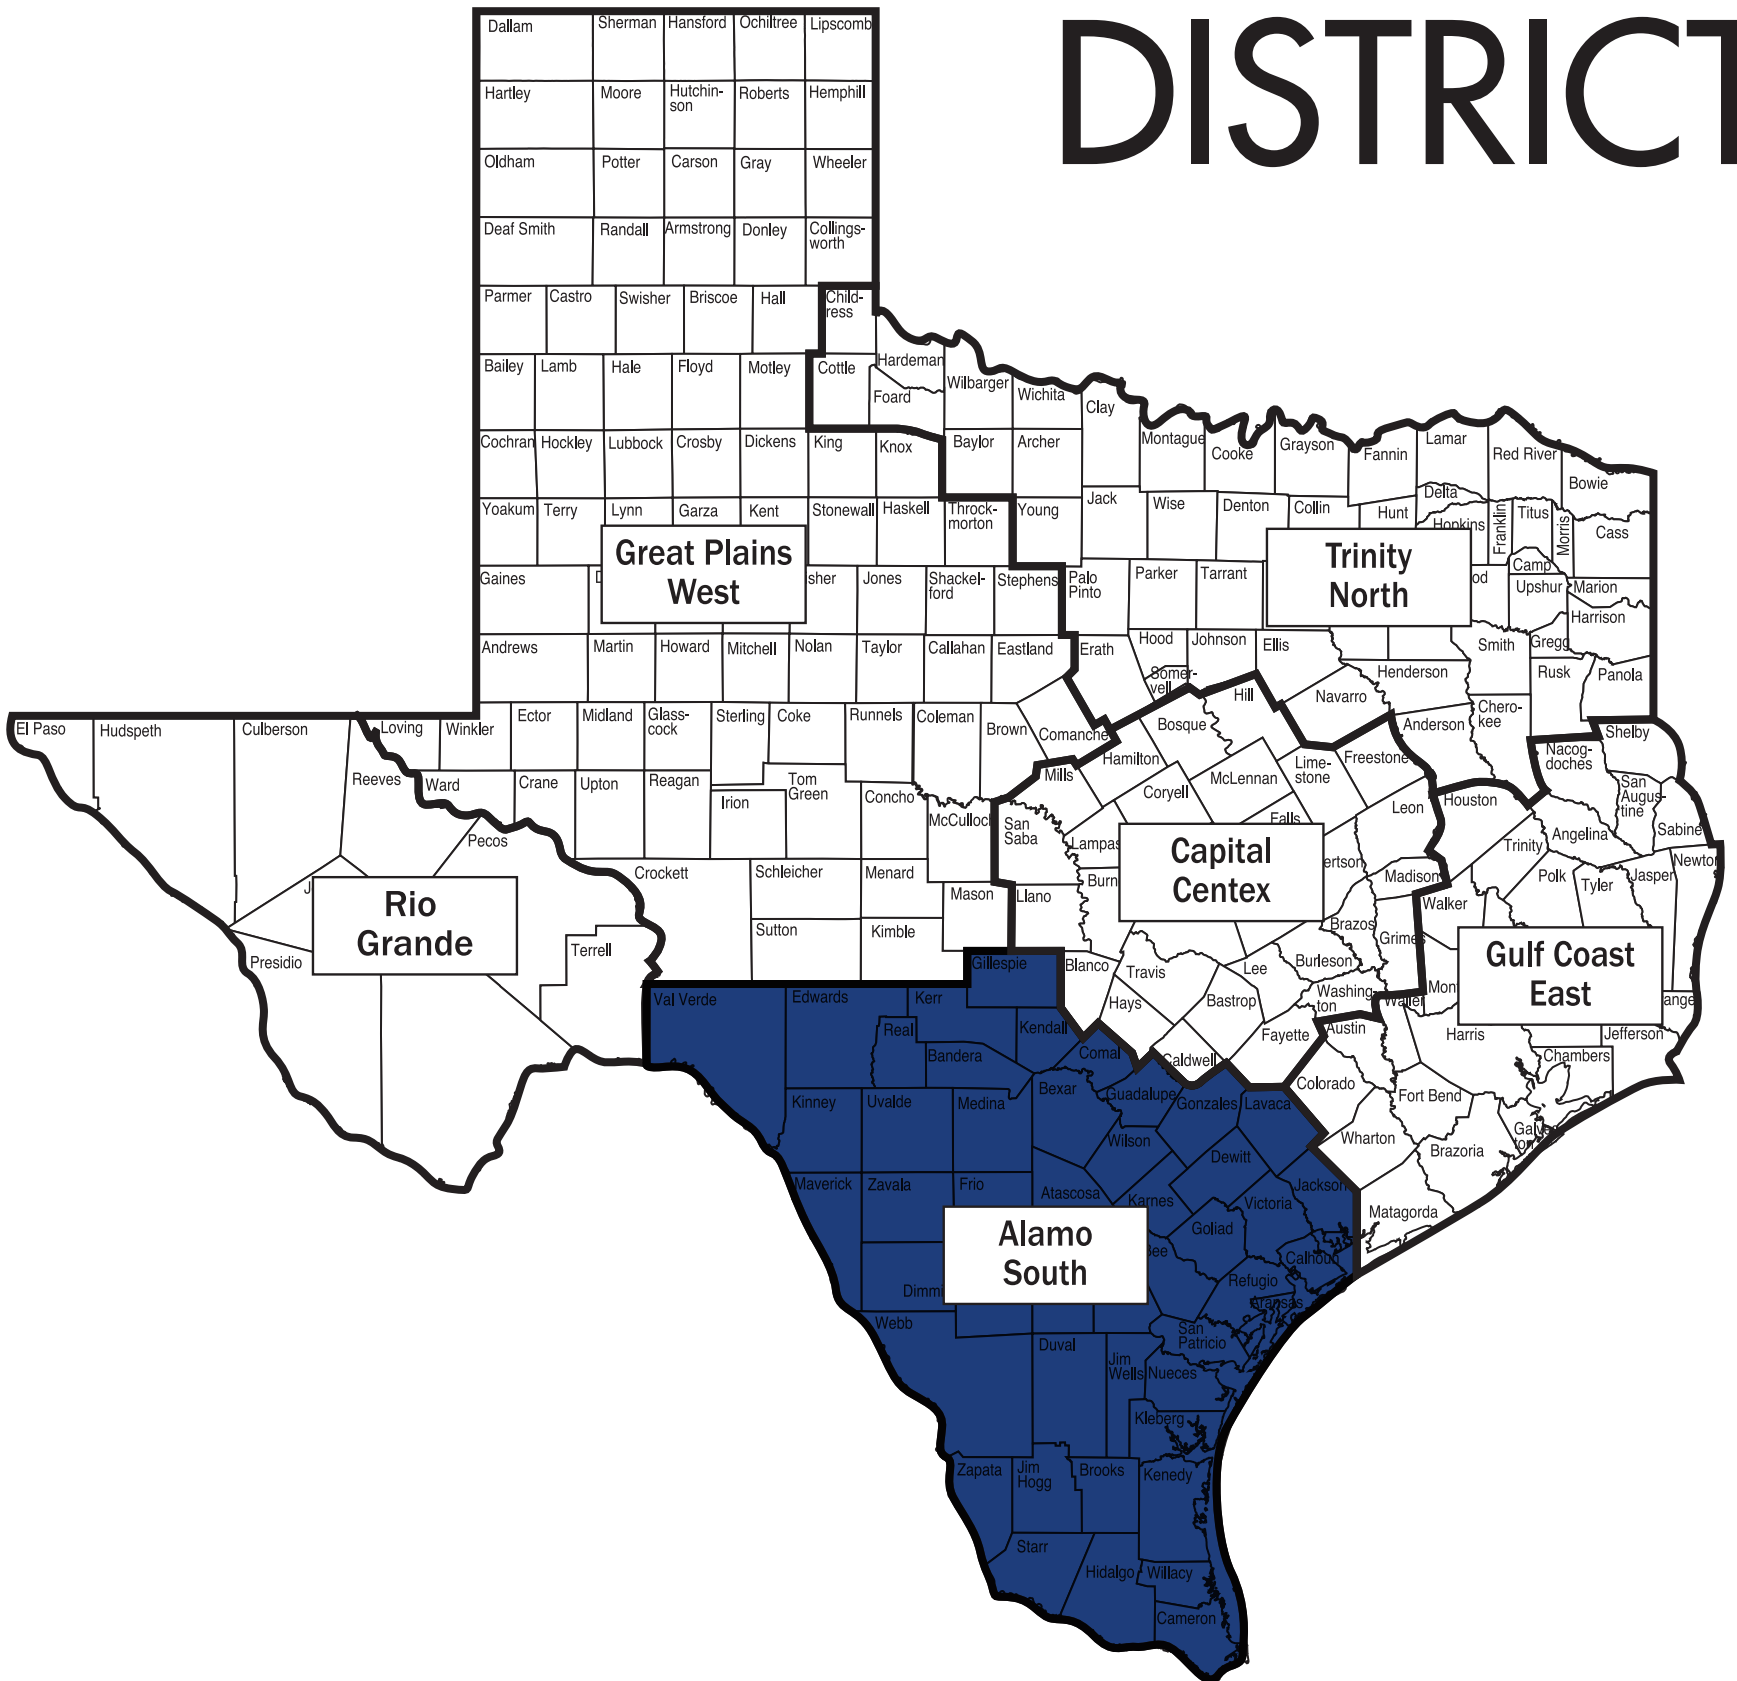 DISTRICT
Dallam Sherman Hansford Ochiltree Lipscomb
Hartley Moore Hutchin-
son Roberts Hemphill
Oldham Potter Carson Gray Wheeler
Deaf Smith Randall Armstrong Donley Collings-
worth
Parmer Castro Swisher Briscoe Hall Child-
ress
Hardeman
Bailey Lamb Hale Floyd Motley Cottle
Foard Wilbarger Wichita Clay
Cochran Hockley Lubbock Crosby Dickens King Knox Baylor Archer Montague Cooke Grayson Fannin Lamar Red River Bowie
Yoakum Terry Lynn Garza Kent Stonewall Haskell Throck-
morton Young Jack Wise Denton Collin Hunt Delta Hopkins Franklin Titus Morris Cass
Great Plains
West
Trinity
North
Gaines sher Jones Shackel-
ford Stephens Palo
Pinto Parker Tarrant od Camp Upshur Marion Harrison
Andrews Martin Howard Mitchell Nolan Taylor Callahan Eastland Erath Hood Johnson Ellis Henderson Smith Gregg Rusk Panola
Somer-
vell Hill Navarro
El Paso Hudspeth Culberson Loving Winkler Ector Midland Glass-
cock Sterling Coke Runnels Coleman Brown Comanche Bosque Anderson Chero-
kee Shelby
Reeves Ward Crane Upton Reagan Irion Tom
Green Concho McCulloch Mills Hamilton Coryell McLennan Lime-
stone Freestone Leon Houston Nacog-
doches San
Augus-
tine Sabine
Pecos San
Saba Lampas Falls Trinity Angelina Newton
Crockett Schleicher Menard Mason Llano Burn ertson Madison Walker Polk Tyler Jasper
Capital
Centex
Rio
Grande
J
Presidio Terrell Sutton Kimble Brazos Grimes
Gulf Coast
East
Gillespie Blanco Travis Lee Burleson Mon
Val Verde Edwards Kerr Hays Bastrop Washing-
ton Waller ange
Real Kendall Fayette Austin Harris Jefferson
Bandera Comal Caldwell Chambers
Kinney Uvalde Medina Bexar Guadalupe Gonzales Lavaca Colorado Fort Bend
Wilson Dewitt Wharton Brazoria Galves-
ton
Maverick Zavala Frio Atascosa Karnes Victoria Jackson Matagorda
Alamo
South
Goliad
Bee Calhoun
Dimmi Refugio
Aransas
Webb San
Patricio
Duval Jim
Wells Nueces
Kleberg
Zapata Jim
Hogg Brooks Kenedy
Starr Hidalgo Willacy
Cameron